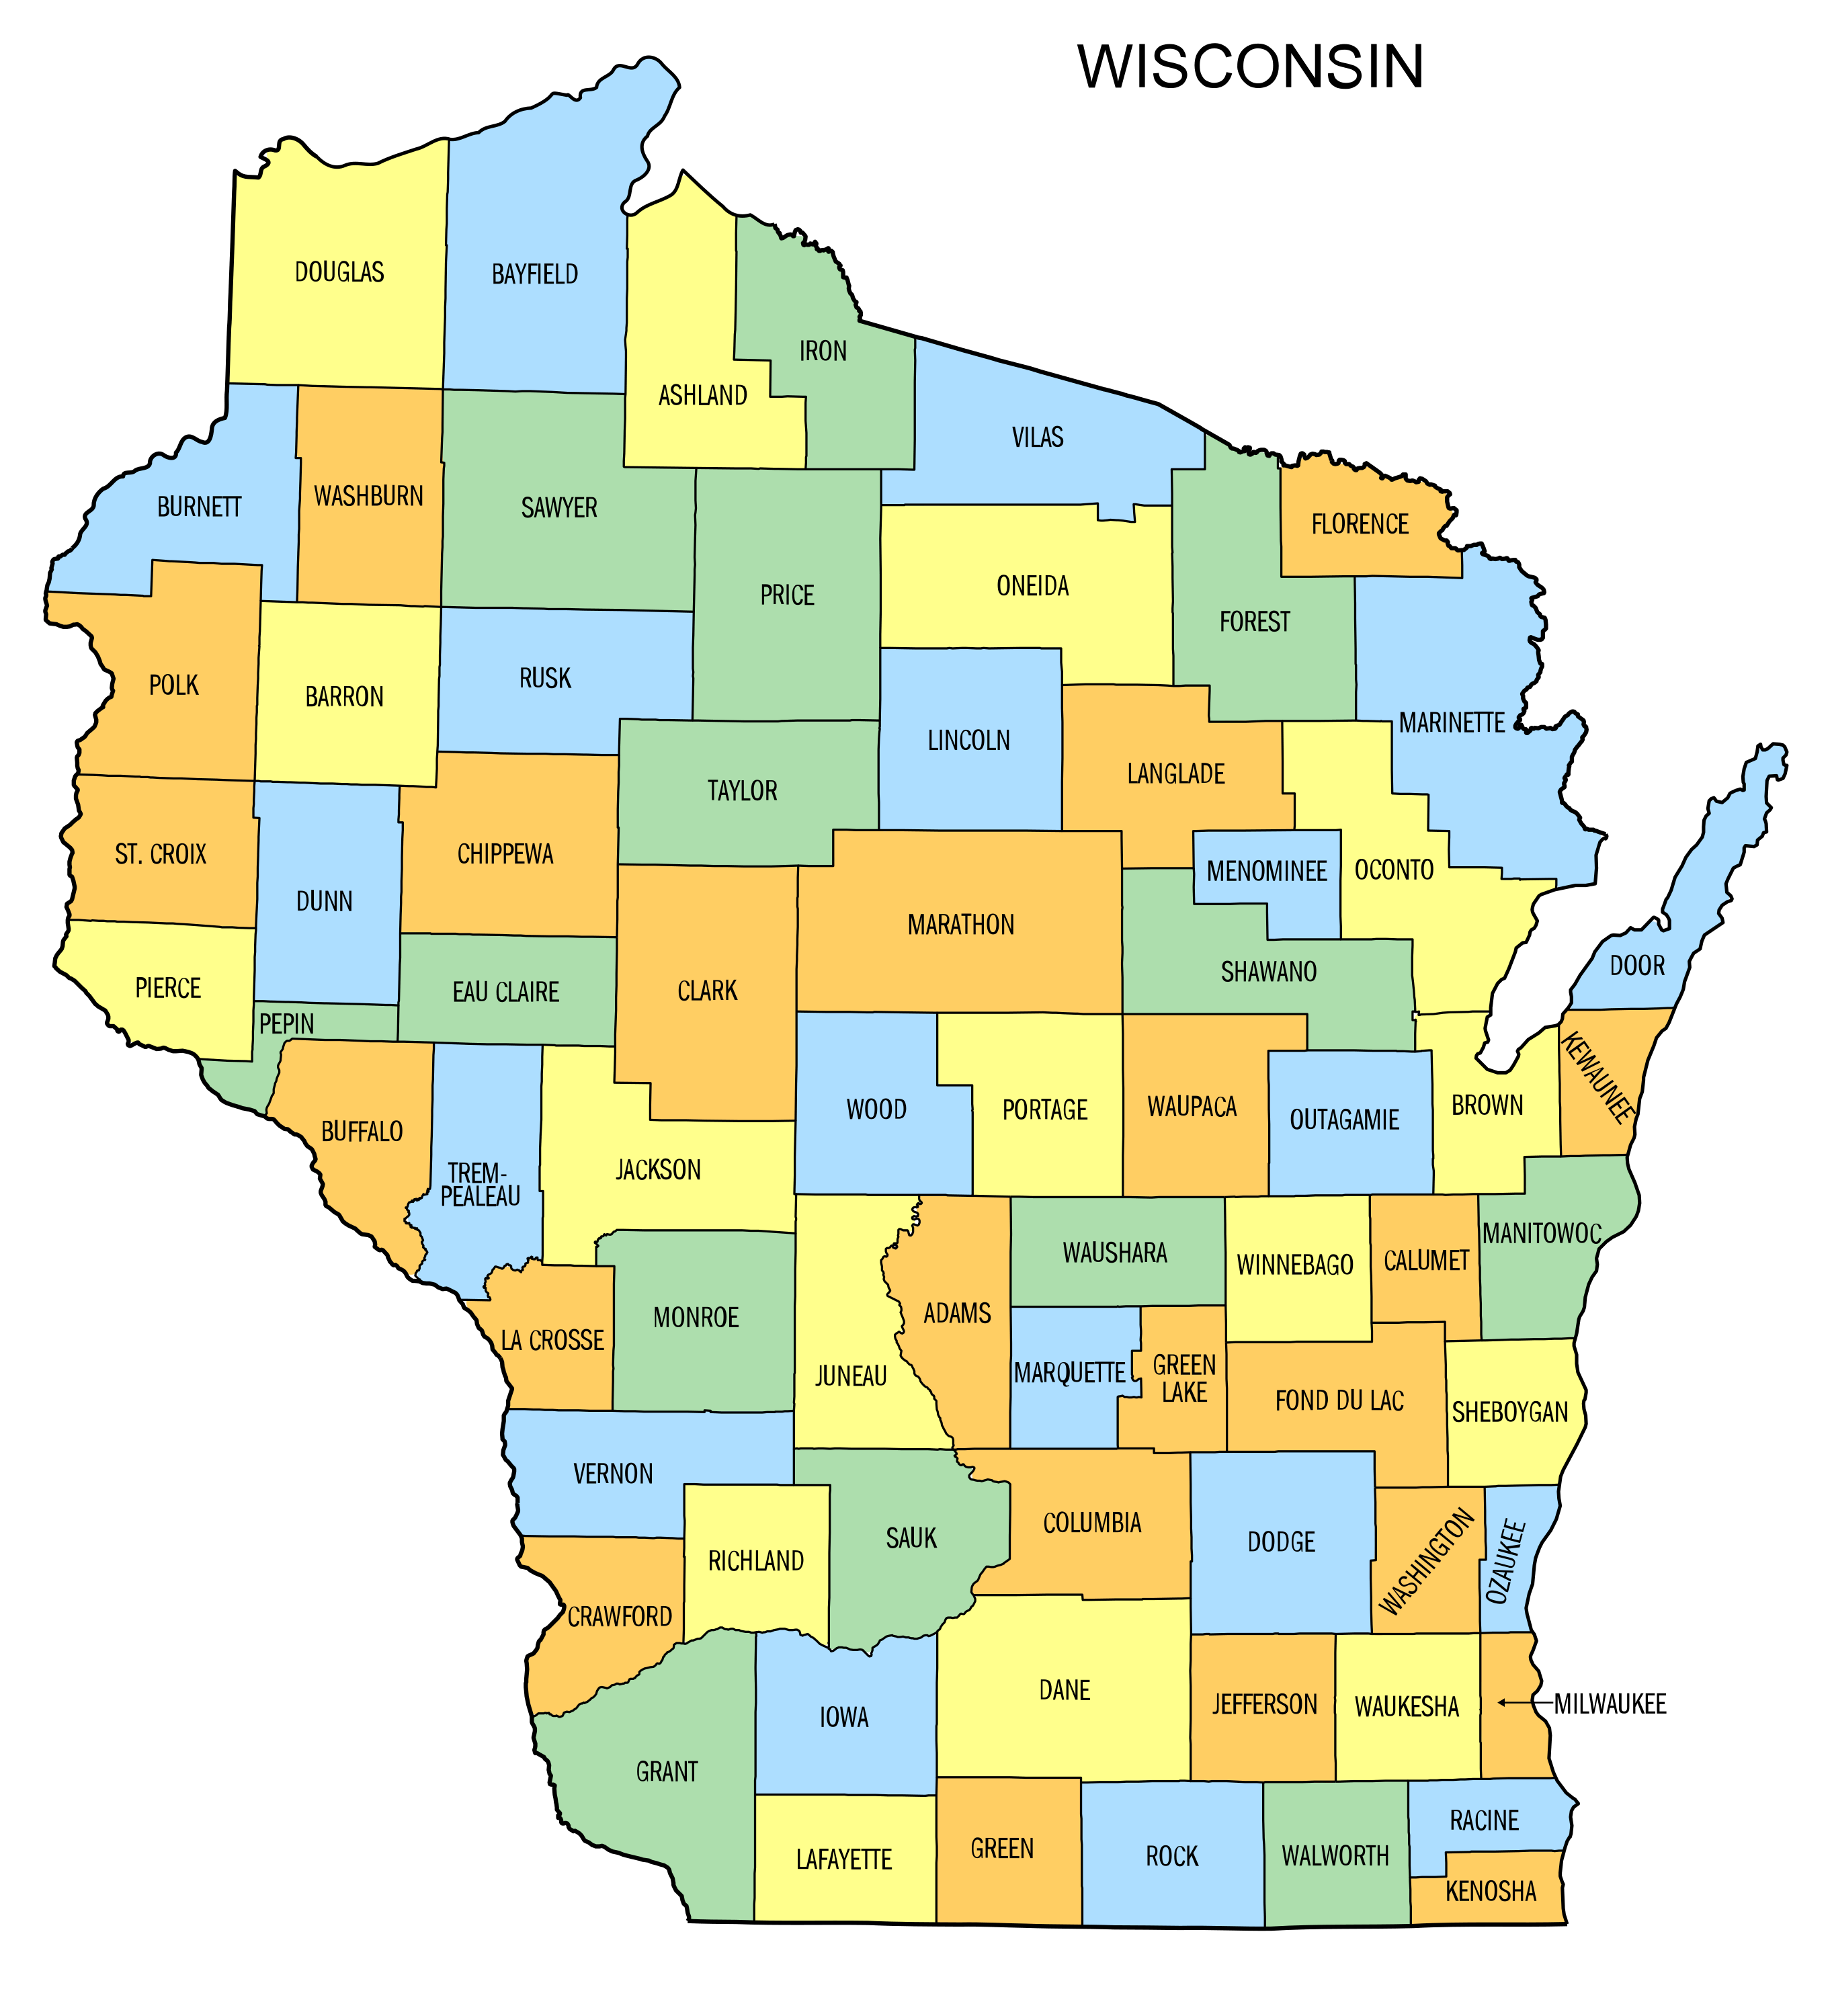 WISCONSIN
DOUGLAS
BAYFIELD
IRON
ASHLAND
VILAS
BURNETT
WASHBURN
SAWYER
FLORENCE
PRICE
ONEIDA
FOREST
POLK
BARRON
RUSK
MARINETTE
LINCOLN
TAYLOR
LANGLADE
ST. CROIX
CHIPPEWA
MENOMINEE
OCONTO
DUNN
MARATHON
DOOR
SHAWANO
PIERCE
EAU CLAIRE
CLARK
PEPIN
KEWAUNEE
BUFFALO
WOOD
PORTAGE
WAUPACA
OUTAGAMIE
BROWN
TREM-
PEALEAU
JACKSON
MANITOWOC
WAUSHARA
WINNEBAGO
CALUMET
MONROE
ADAMS
LA CROSSE
JUNEAU
MARQUETTE
GREEN
LAKE
FOND DU LAC
SHEBOYGAN
VERNON
COLUMBIA
SAUK
DODGE
WASHINGTON
OZAUKEE
RICHLAND
CRAWFORD
DANE
IOWA
JEFFERSON
WAUKESHA
MILWAUKEE
GRANT
RACINE
LAFAYETTE
GREEN
ROCK
WALWORTH
KENOSHA